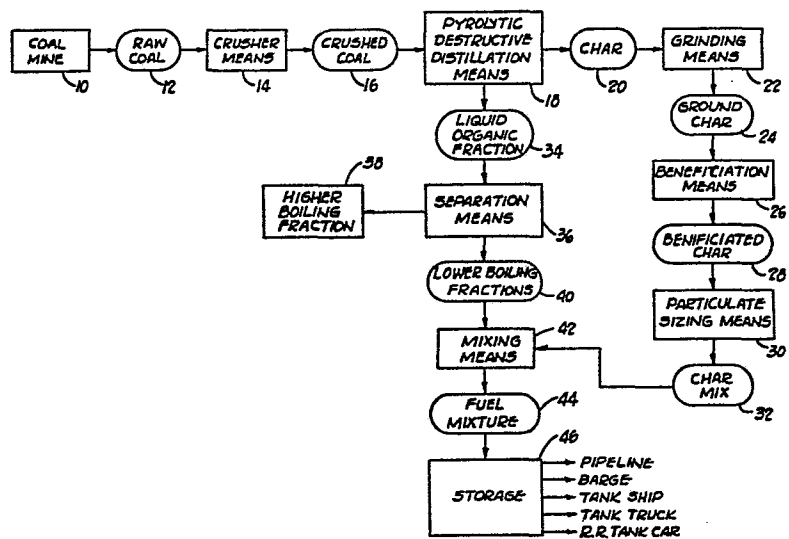 COAL
MINE
10
RAW
COAL
12
CRUSHER
MEANS
14
CRUSHED
COAL
16
PYROLYTIC
DESTRUCTIVE
DISTILLATION
MEANS
18
CHAR
20
GRINDING
MEANS
22
GROUND
CHAR
24
BENEFICIATION
MEANS
26
BENIFICIATED
CHAR
28
PARTICULATE
SIZING MEANS
30
CHAR
MIX
32
LIQUID
ORGANIC
FRACTION
34
SEPARATION
MEANS
36
38
HIGHER
BOILING
FRACTION
LOWER BOILING
FRACTIONS
40
MIXING
MEANS
42
FUEL
MIXTURE
44
46
STORAGE
PIPELINE
BARGE
TANK SHIP
TANK TRUCK
R.R. TANK CAR